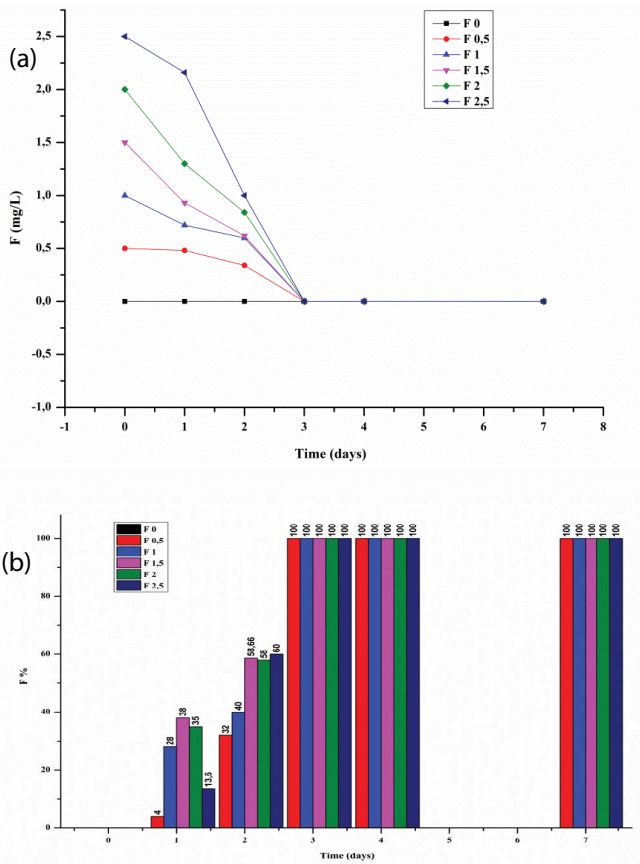 (a)
F 0
F 0,5
F 1
F 1,5
F 2
F 2,5
2,5
2,0
1,5
1,0
0,5
0,0
-0,5
-1,0
F (mg/L)
-1 0 1 2 3 4 5 6 7 8
Time (days)
(b)
F 0
F 0,5
F 1
F 1,5
F 2
F 2,5
100
80
60
40
20
0
F %
4 28 38 35 13,6
32 40 58,66 58 60
100 100 100 100 100
100 100 100 100 100
100 100 100 100 100
0 1 2 3 4 5 6 7
Time (days)